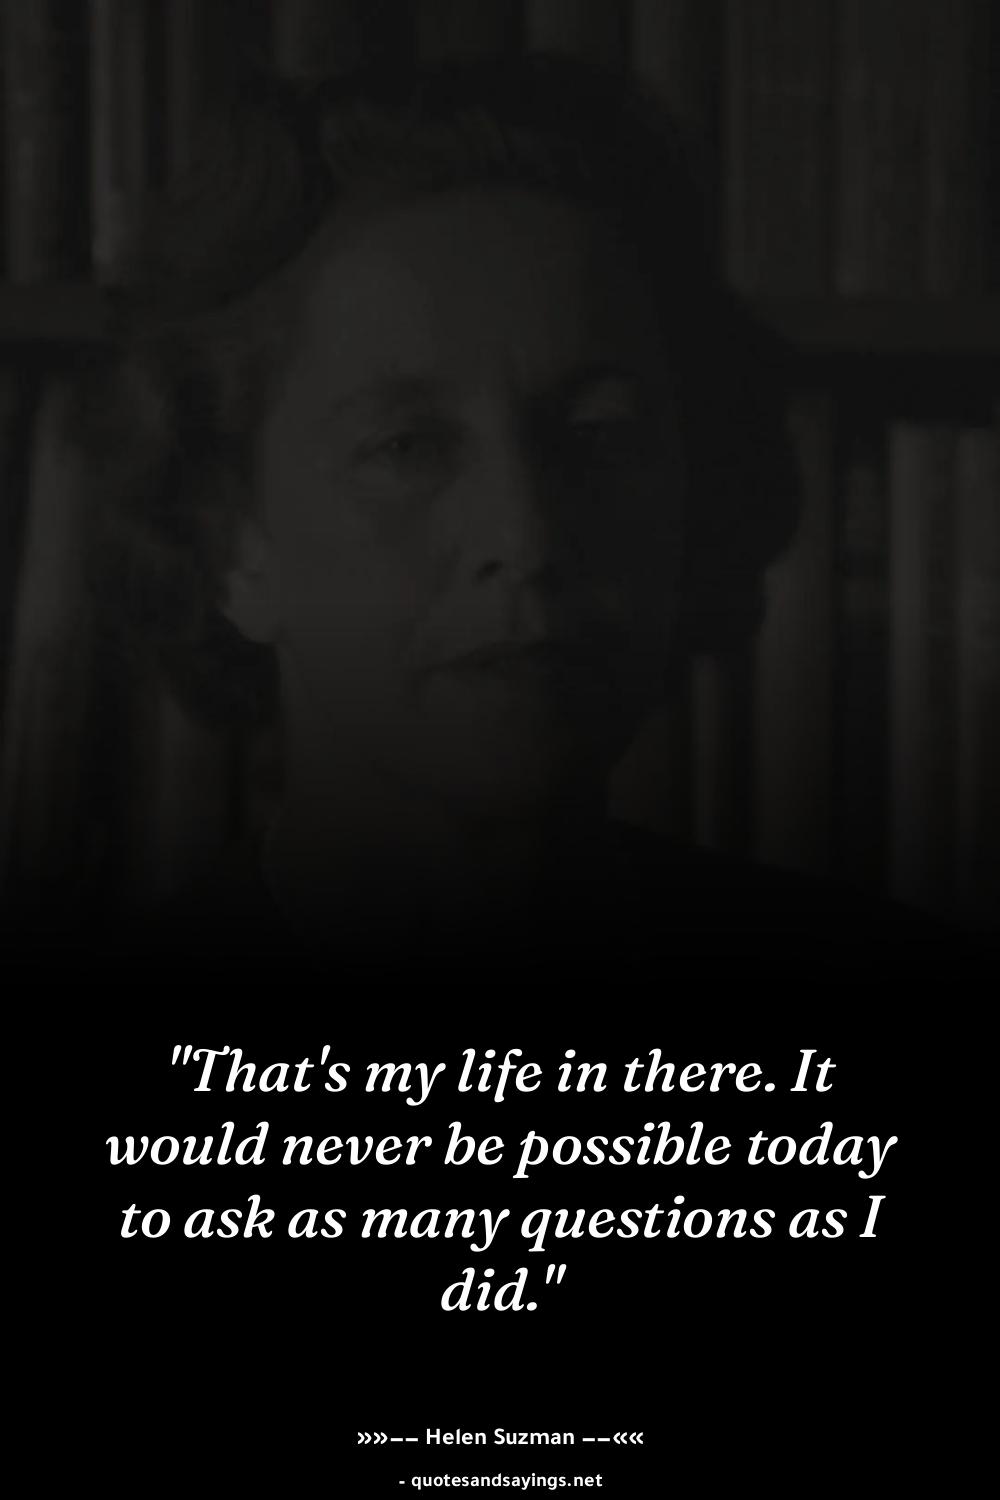 "That's my life in there. It
would never be possible today
to ask as many questions as I
did."
»»–– Helen Suzman ––««
- quotesandsayings.net